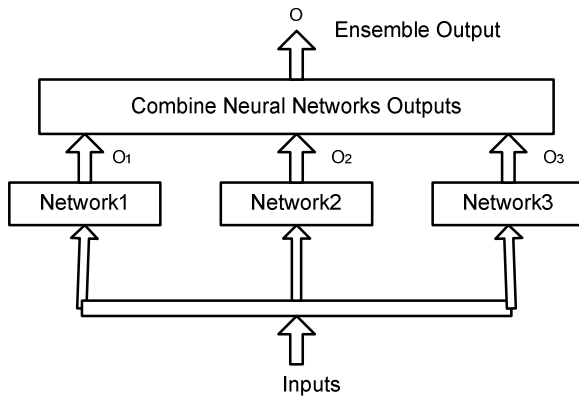 O
Ensemble Output
Combine Neural Networks Outputs
O₁ O₂ O₃
Network1 Network2 Network3
Inputs